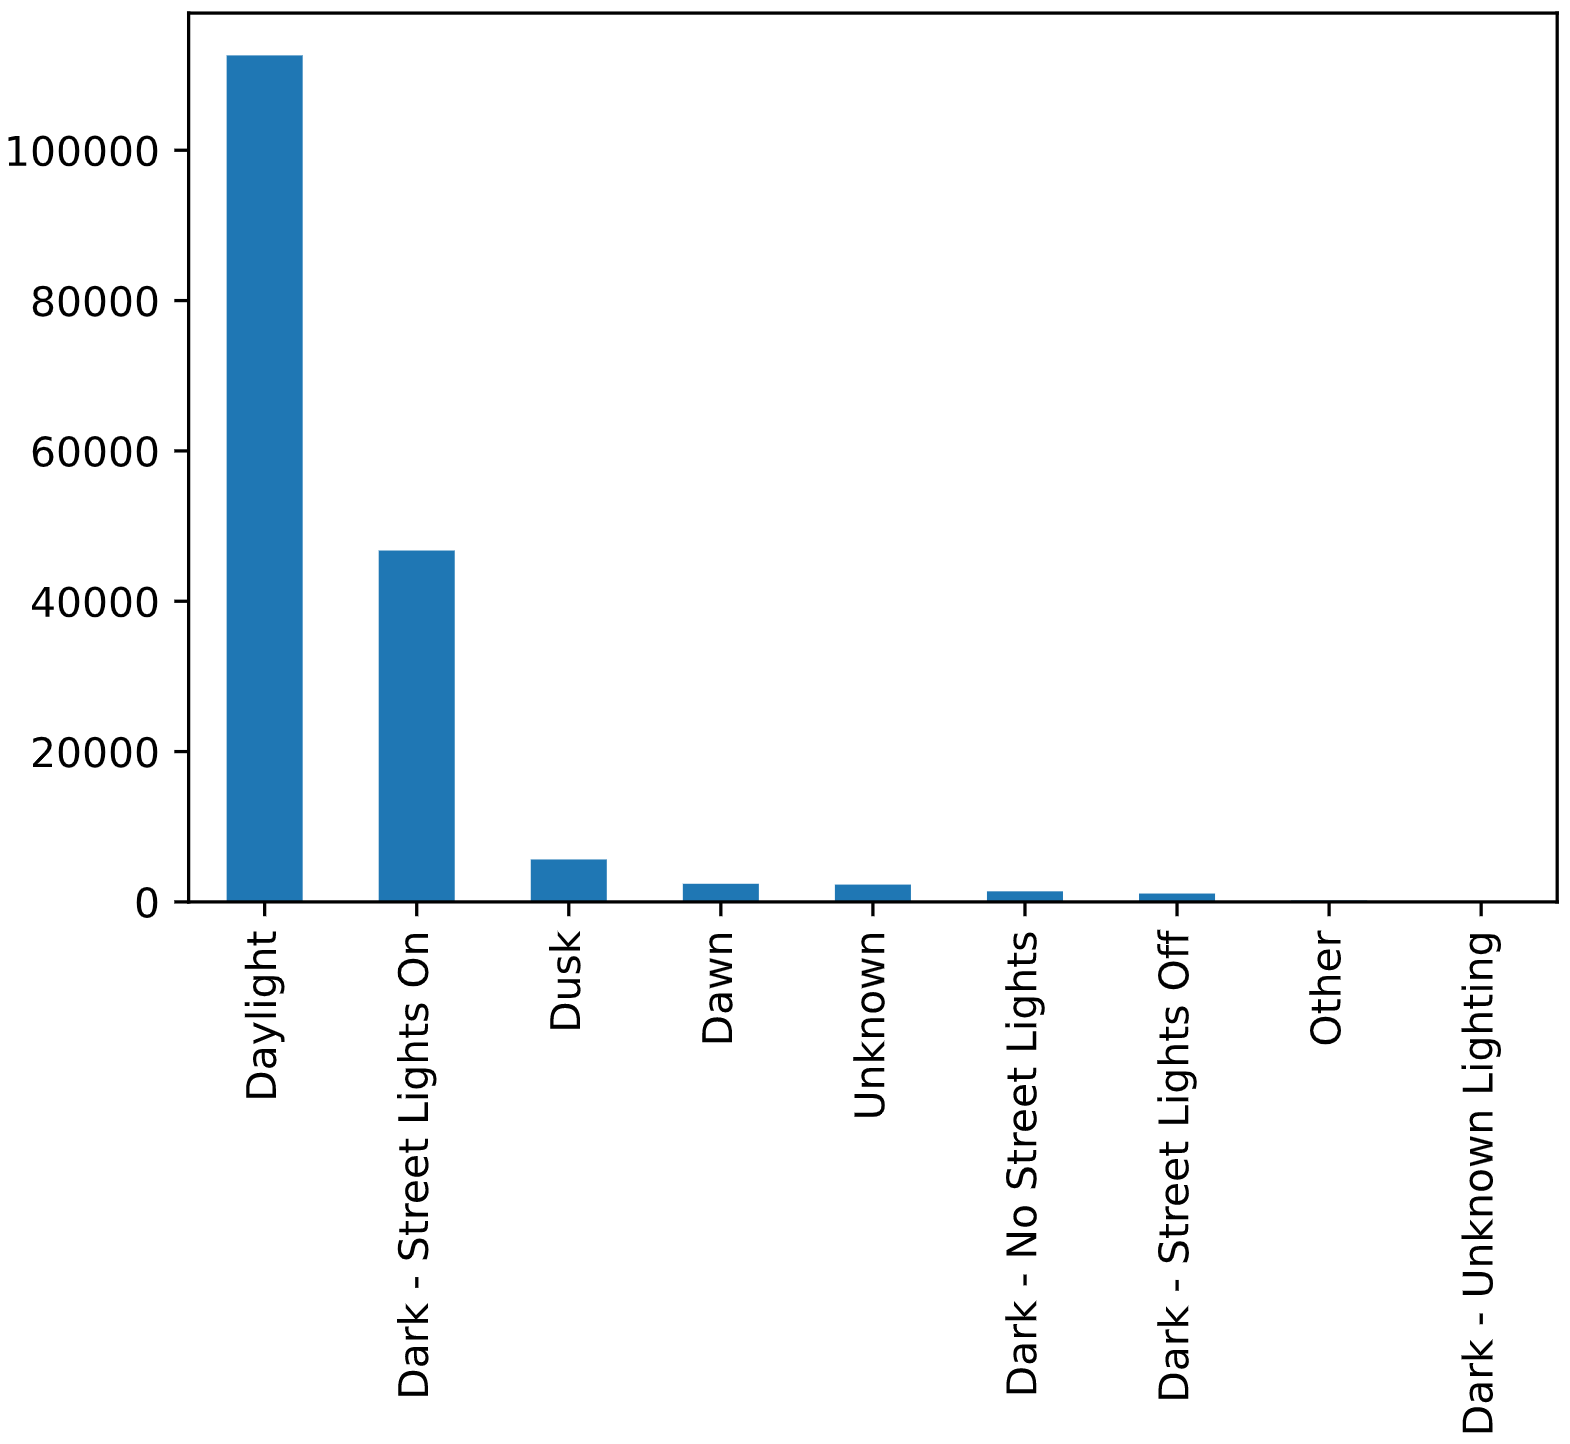 100000
80000
60000
40000
20000
0
Daylight
Dark - Street Lights On
Dusk
Dawn
Unknown
Dark - No Street Lights
Dark - Street Lights Off
Other
Dark - Unknown Lighting